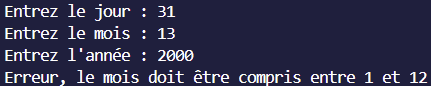 Entrez le jour : 31
Entrez le mois : 13
Entrez l'année : 2000
Erreur, le mois doit être compris entre 1 et 12